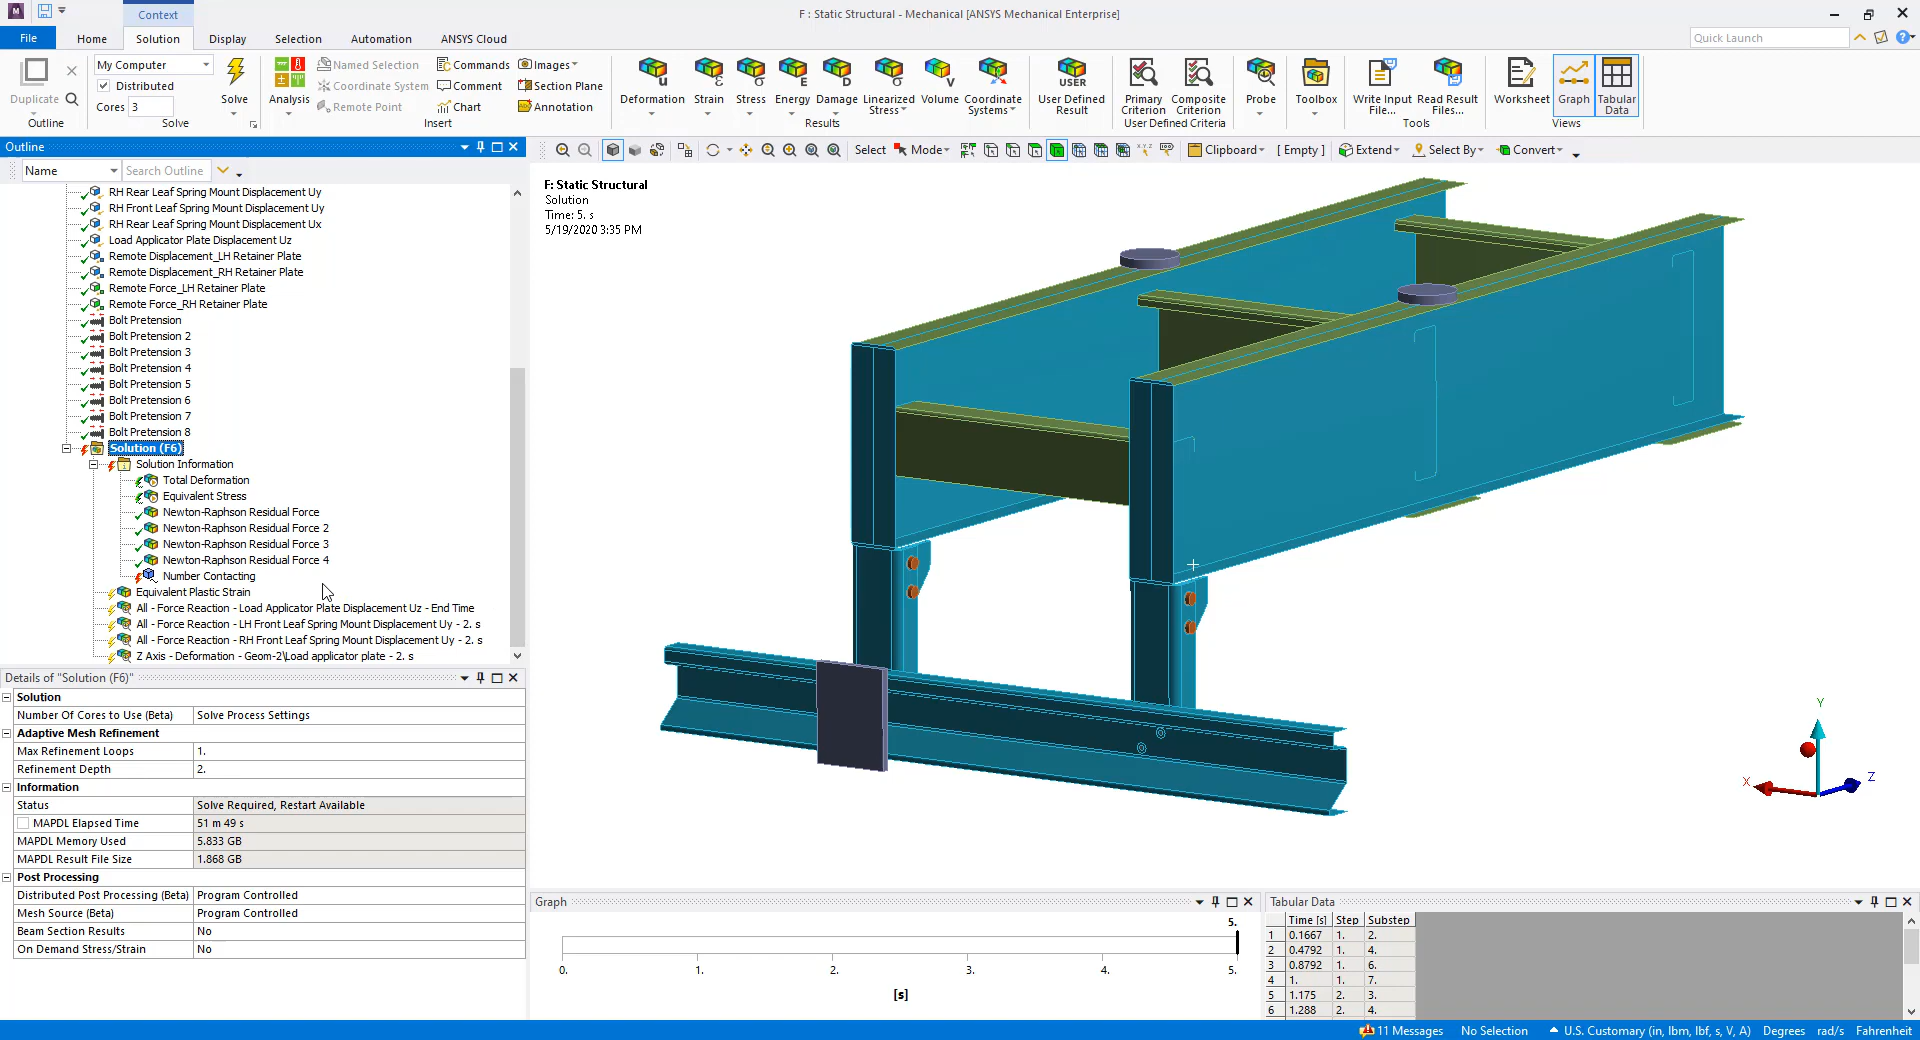 Context
F : Static Structural - Mechanical [ANSYS Mechanical Enterprise]
File Home Solution Display Selection Automation ANSYS Cloud
Quick Launch
Duplicate
Outline
My Computer
Distributed
Cores 3
Solve
Solve
Analysis
Named Selection
Coordinate System
Remote Point
Commands
Comment
Chart
Images
Section Plane
Annotation
Insert
Deformation Strain Stress Energy Damage Linearized Stress Volume Coordinate Systems
Results
USER
User Defined Result
Primary Criterion
Composite Criterion
User Defined Criteria
Probe
Toolbox
Write Input File...
Read Result Files...
Tools
Worksheet
Graph
Tabular Data
Views
Outline
Name Search Outline
Select Mode Clipboard [ Empty ] Extend Select By Convert
RH Rear Leaf Spring Mount Displacement Uy
RH Front Leaf Spring Mount Displacement Uy
RH Rear Leaf Spring Mount Displacement Ux
Load Applicator Plate Displacement Uz
Remote Displacement_LH Retainer Plate
Remote Displacement_RH Retainer Plate
Remote Force_LH Retainer Plate
Remote Force_RH Retainer Plate
Bolt Pretension
Bolt Pretension 2
Bolt Pretension 3
Bolt Pretension 4
Bolt Pretension 5
Bolt Pretension 6
Bolt Pretension 7
Bolt Pretension 8
Solution (F6)
Solution Information
Total Deformation
Equivalent Stress
Newton-Raphson Residual Force
Newton-Raphson Residual Force 2
Newton-Raphson Residual Force 3
Newton-Raphson Residual Force 4
Number Contacting
Equivalent Plastic Strain
All - Force Reaction - Load Applicator Plate Displacement Uz - End Time
All - Force Reaction - LH Front Leaf Spring Mount Displacement Uy - 2. s
All - Force Reaction - RH Front Leaf Spring Mount Displacement Uy - 2. s
Z Axis - Deformation - Geom-2\Load applicator plate - 2. s
Details of "Solution (F6)"
Solution
Number Of Cores to Use (Beta) Solve Process Settings
Adaptive Mesh Refinement
Max Refinement Loops 1.
Refinement Depth 2.
Information
Status Solve Required, Restart Available
MAPDL Elapsed Time 51 m 49 s
MAPDL Memory Used 5.833 GB
MAPDL Result File Size 1.868 GB
Post Processing
Distributed Post Processing (Beta) Program Controlled
Mesh Source (Beta) Program Controlled
Beam Section Results No
On Demand Stress/Strain No
F: Static Structural
Solution
Time: 5. s
5/19/2020 3:35 PM
Y
X
Z
Graph
5.
0. 1. 2. 3. 4. 5.
[s]
Tabular Data
Time [s] Step Substep
1 0.1667 1. 2.
2 0.4792 1. 4.
3 0.8792 1. 6.
4 1. 1. 7.
5 1.175 2. 3.
6 1.288 2. 4.
11 Messages No Selection U.S. Customary (in, lbm, lbf, s, V, A) Degrees rad/s Fahrenheit